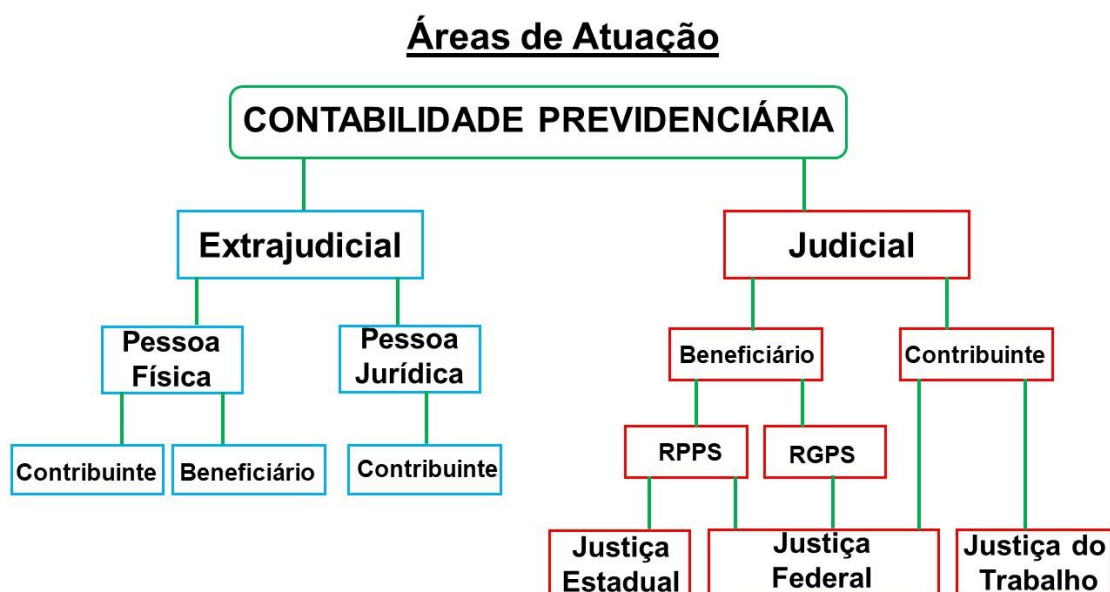 Áreas de Atuação
CONTABILIDADE PREVIDENCIÁRIA
Extrajudicial
Judicial
Pessoa
Física
Pessoa
Jurídica
Beneficiário
Contribuinte
Contribuinte
Beneficiário
Contribuinte
RPPS
RGPS
Justiça
Estadual
Justiça
Federal
Justiça do
Trabalho